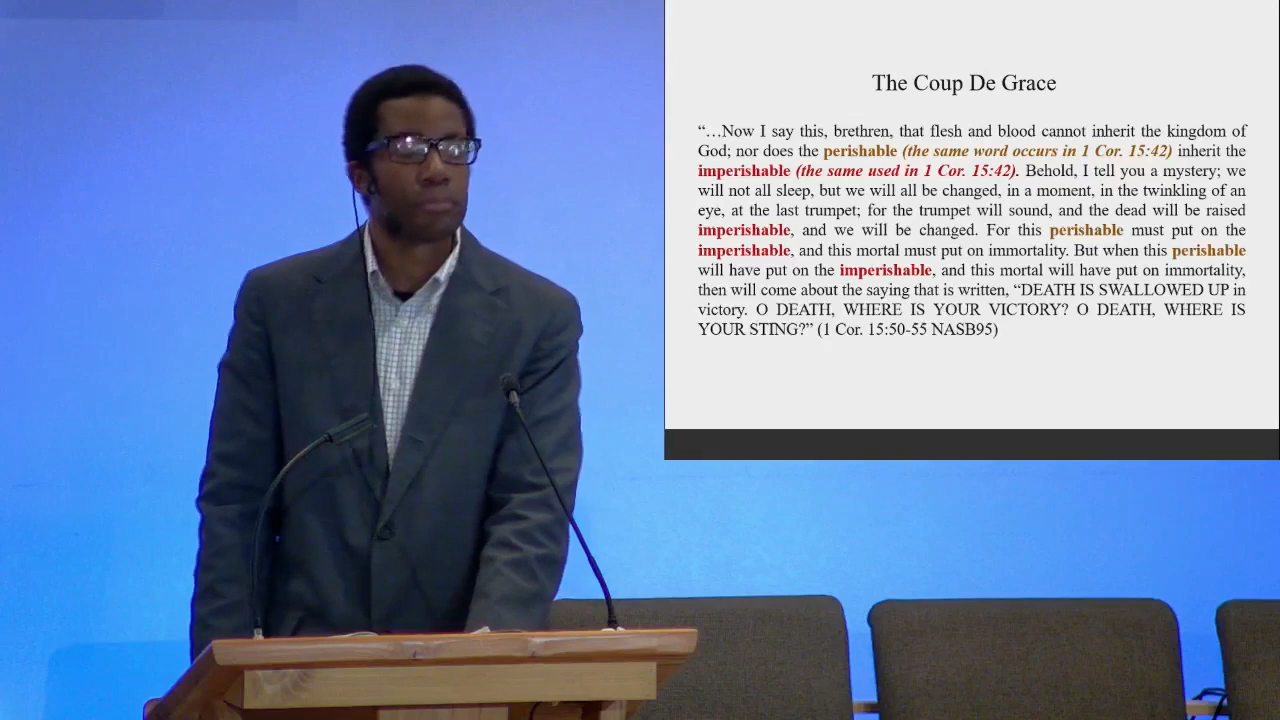 The Coup De Grace
“…Now I say this, brethren, that flesh and blood cannot inherit the kingdom of
God; nor does the perishable (the same word occurs in 1 Cor. 15:42) inherit the
imperishable (the same used in 1 Cor. 15:42). Behold, I tell you a mystery; we
will not all sleep, but we will all be changed, in a moment, in the twinkling of an
eye, at the last trumpet; for the trumpet will sound, and the dead will be raised
imperishable, and we will be changed. For this perishable must put on the
imperishable, and this mortal must put on immortality. But when this perishable
will have put on the imperishable, and this mortal will have put on immortality,
then will come about the saying that is written, “DEATH IS SWALLOWED UP in
victory. O DEATH, WHERE IS YOUR VICTORY? O DEATH, WHERE IS
YOUR STING?” (1 Cor. 15:50-55 NASB95)